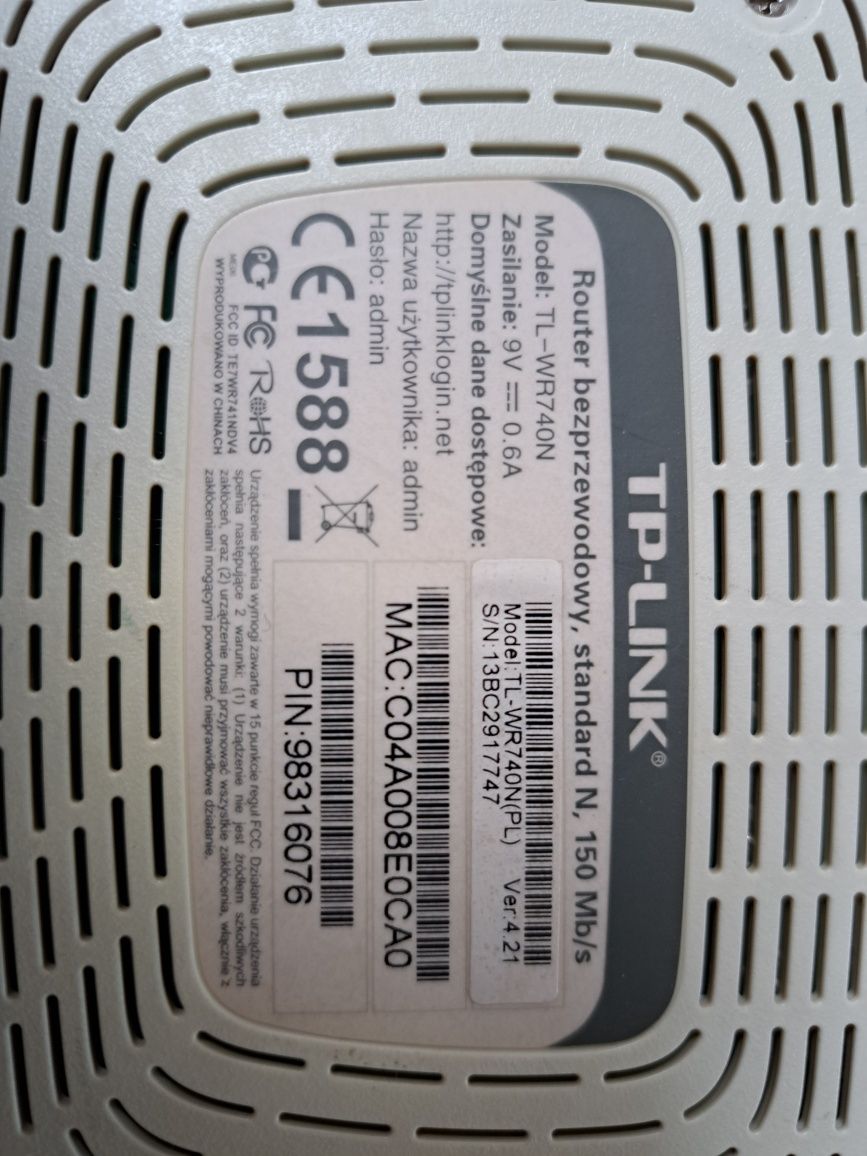 TP-LINK®
Router bezprzewodowy, standard N, 150 Mb/s
Model: TL-WR740N
Zasilanie: 9V ⎓ 0.6A
Domyślne dane dostępowe:
http://tplinklogin.net
Nazwa użytkownika: admin
Hasło: admin
CE1588
PCT FC RoHS
FCC ID: TE7WR741NDV4
WYPRODUKOWANO W CHINACH
Model:TL-WR740N(PL) Ver:4.21
S/N:13BC2917747
MAC:C04A008E0CA0
PIN:98316076
Urządzenie spełnia wymogi zawarte w 15 punkcie reguł FCC. Działanie urządzenia
spełnia następujące 2 warunki: (1) Urządzenie nie jest źródłem szkodliwych
zakłóceń, oraz (2) urządzenie musi przyjmować wszystkie zakłócenia, włącznie z
zakłóceniami mogącymi powodować nieprawidłowe działanie.